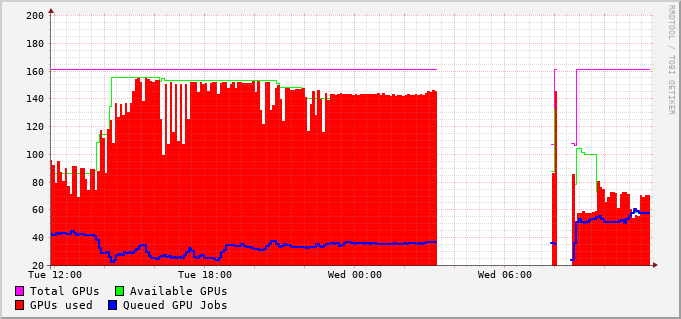 200
180
160
140
120
100
80
60
40
20
Tue 12:00 Tue 18:00 Wed 00:00 Wed 06:00
Total GPUs Available GPUs
GPUs used Queued GPU Jobs
RRDTOOL / TOBI OETIKER